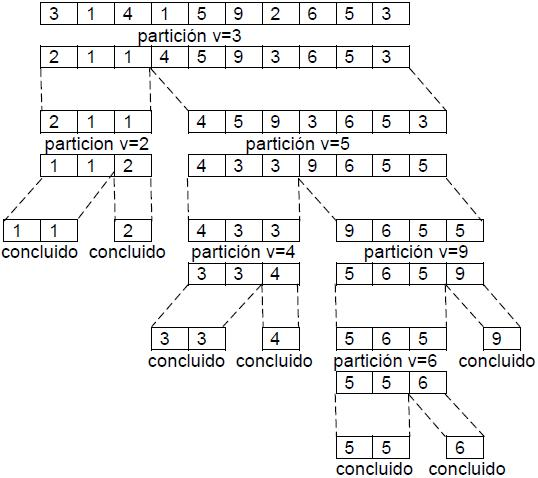 3 1 4 1 5 9 2 6 5 3
partición v=3
2 1 1 4 5 9 3 6 5 3
2 1 1 4 5 9 3 6 5 3
particion v=2 partición v=5
1 1 2 4 3 3 9 6 5 5
1 1 2 4 3 3 9 6 5 5
concluido concluido partición v=4 partición v=9
3 3 4 5 6 5 9
3 3 4 5 6 5 9
concluido concluido partición v=6 concluido
5 5 6
5 5 6
concluido concluido